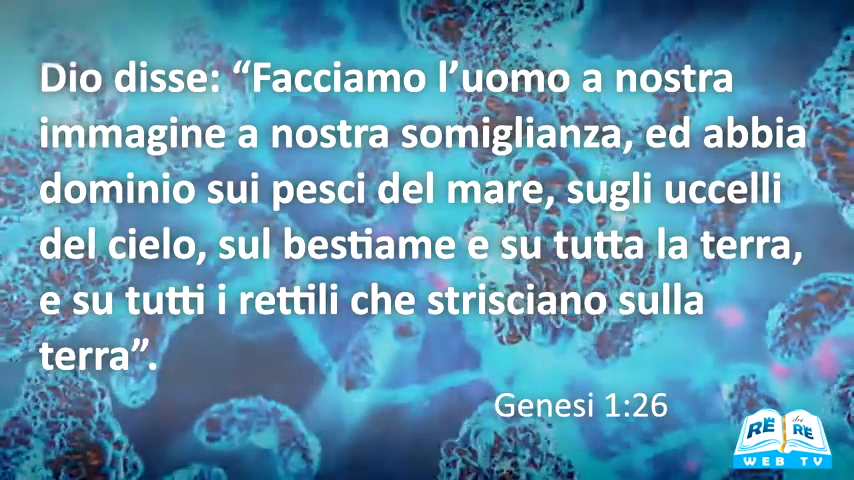 Dio disse: “Facciamo l’uomo a nostra
immagine a nostra somiglianza, ed abbia
dominio sui pesci del mare, sugli uccelli
del cielo, sul bestiame e su tutta la terra,
e su tutti i rettili che strisciano sulla
terra”.
Genesi 1:26
RE dei RE
WEB TV